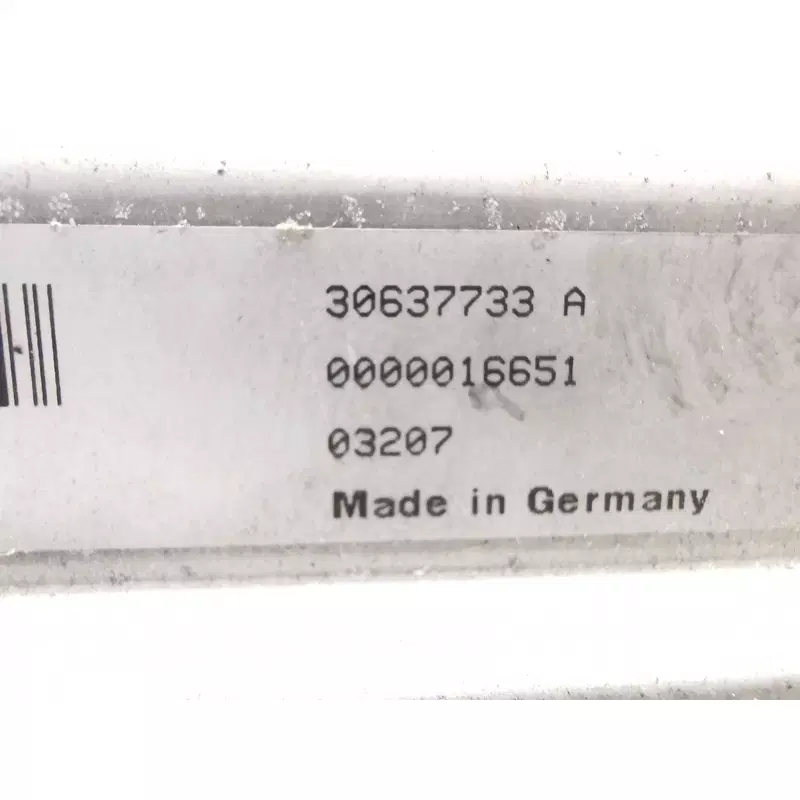 30637733 A
0000016651
03207
Made in Germany